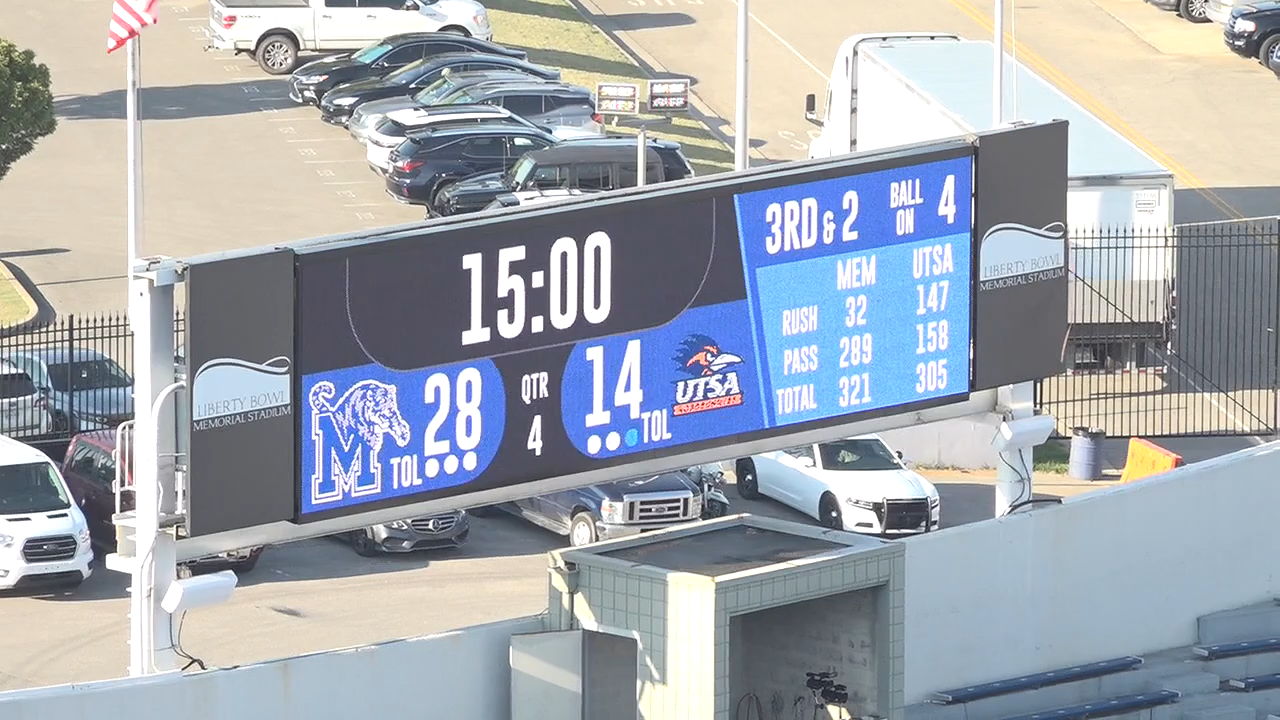 15:00
3RD & 2 BALL ON 4
MEM UTSA
RUSH 32 147
PASS 289 158
TOTAL 321 305
M
TOL
28
QTR
4
14
TOL
UTSA
LIBERTY BOWL
MEMORIAL STADIUM
LIBERTY BOWL
MEMORIAL STADIUM